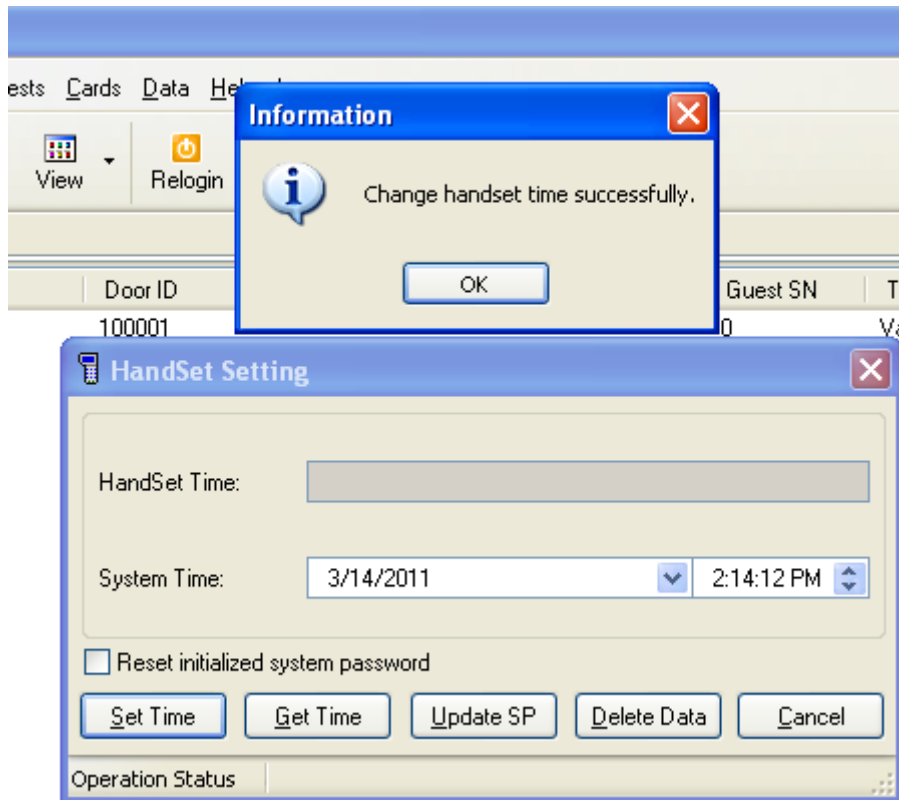 ests Cards Data
Information
View
Relogin
Change handset time successfully.
OK
Door ID
Guest SN
T
100001
0
HandSet Setting
HandSet Time:
System Time:
3/14/2011
2:14:12 PM
Reset initialized system password
Set Time
Get Time
Update SP
Delete Data
Cancel
Operation Status